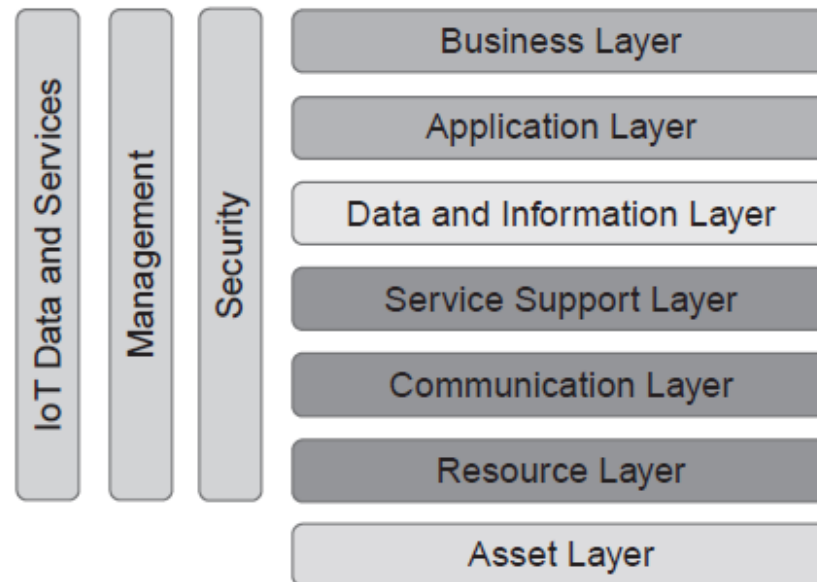 IoT Data and Services
Management
Security
Business Layer
Application Layer
Data and Information Layer
Service Support Layer
Communication Layer
Resource Layer
Asset Layer